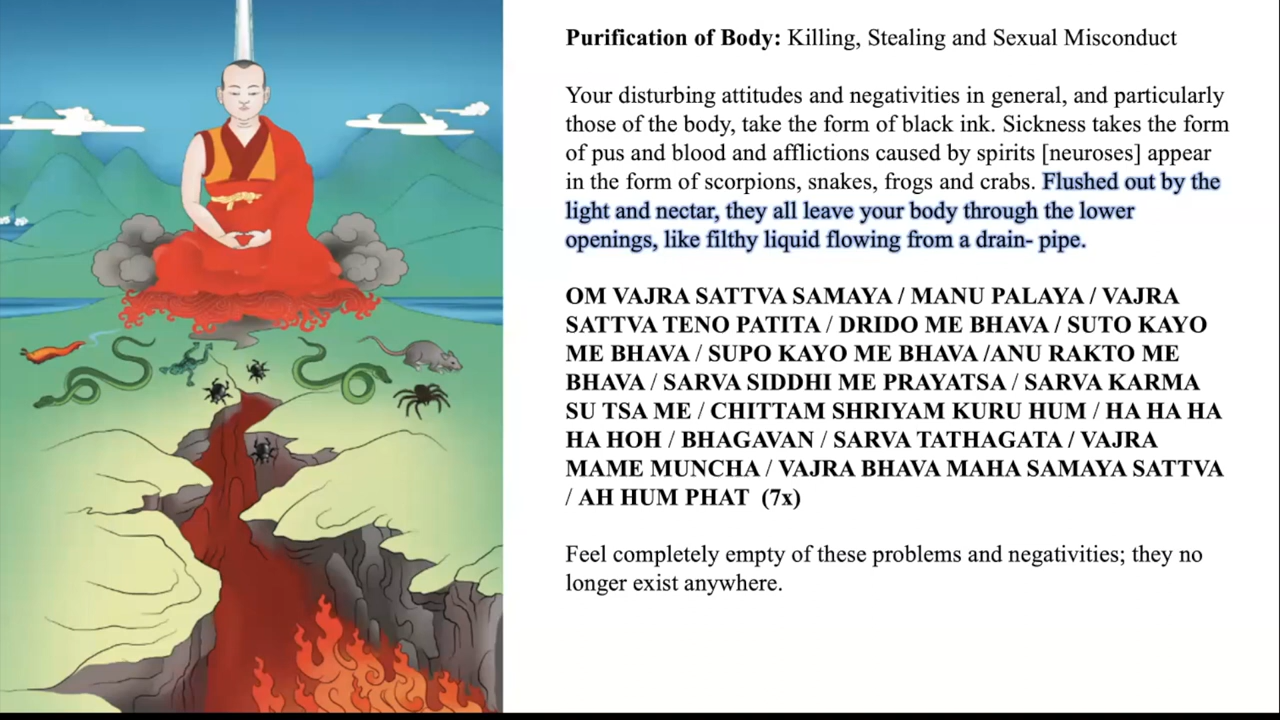 Purification of Body: Killing, Stealing and Sexual Misconduct
Your disturbing attitudes and negativities in general, and particularly
those of the body, take the form of black ink. Sickness takes the form
of pus and blood and afflictions caused by spirits [neuroses] appear
in the form of scorpions, snakes, frogs and crabs. Flushed out by the
light and nectar, they all leave your body through the lower
openings, like filthy liquid flowing from a drain- pipe.
OM VAJRA SATTVA SAMAYA / MANU PALAYA / VAJRA
SATTVA TENO PATITA / DRIDO ME BHAVA / SUTO KAYO
ME BHAVA / SUPO KAYO ME BHAVA /ANU RAKTO ME
BHAVA / SARVA SIDDHI ME PRAYATSA / SARVA KARMA
SU TSA ME / CHITTAM SHRIYAM KURU HUM / HA HA HA
HA HOH / BHAGAVAN / SARVA TATHAGATA / VAJRA
MAME MUNCHA / VAJRA BHAVA MAHA SAMAYA SATTVA
/ AH HUM PHAT (7x)
Feel completely empty of these problems and negativities; they no
longer exist anywhere.